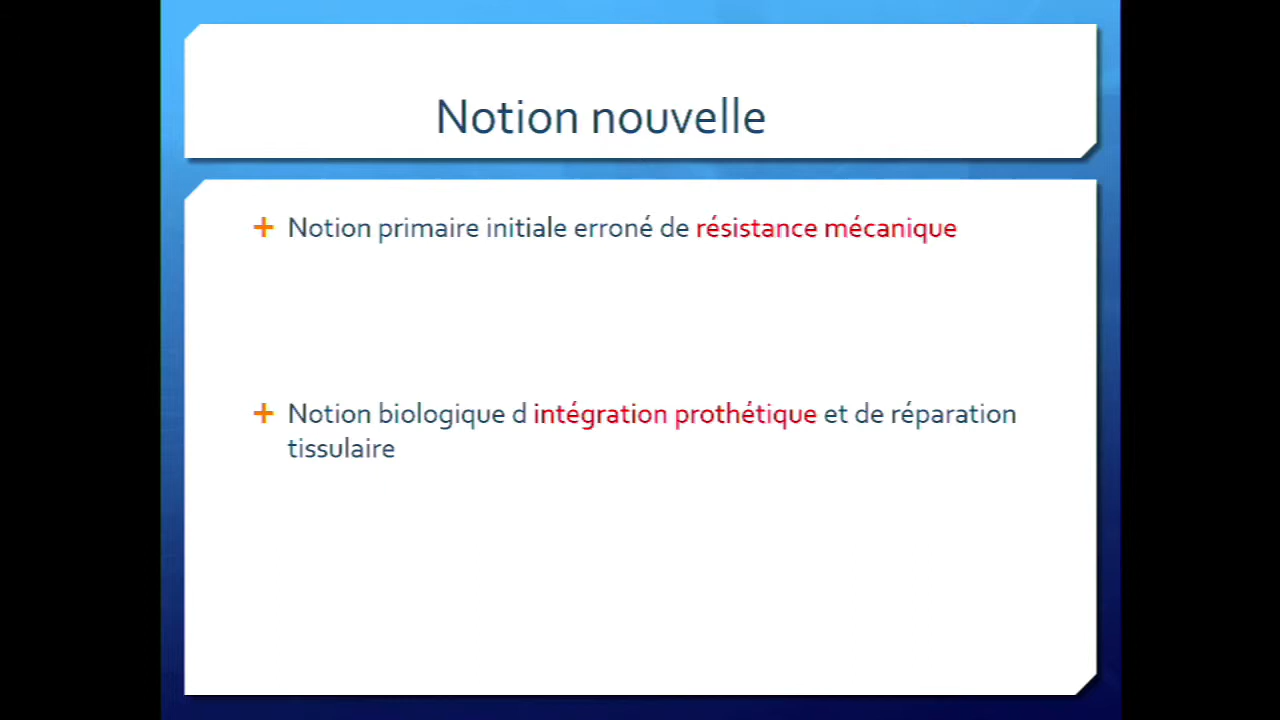 Notion nouvelle
Notion primaire initiale erroné de résistance mécanique
Notion biologique d intégration prothétique et de réparation
tissulaire